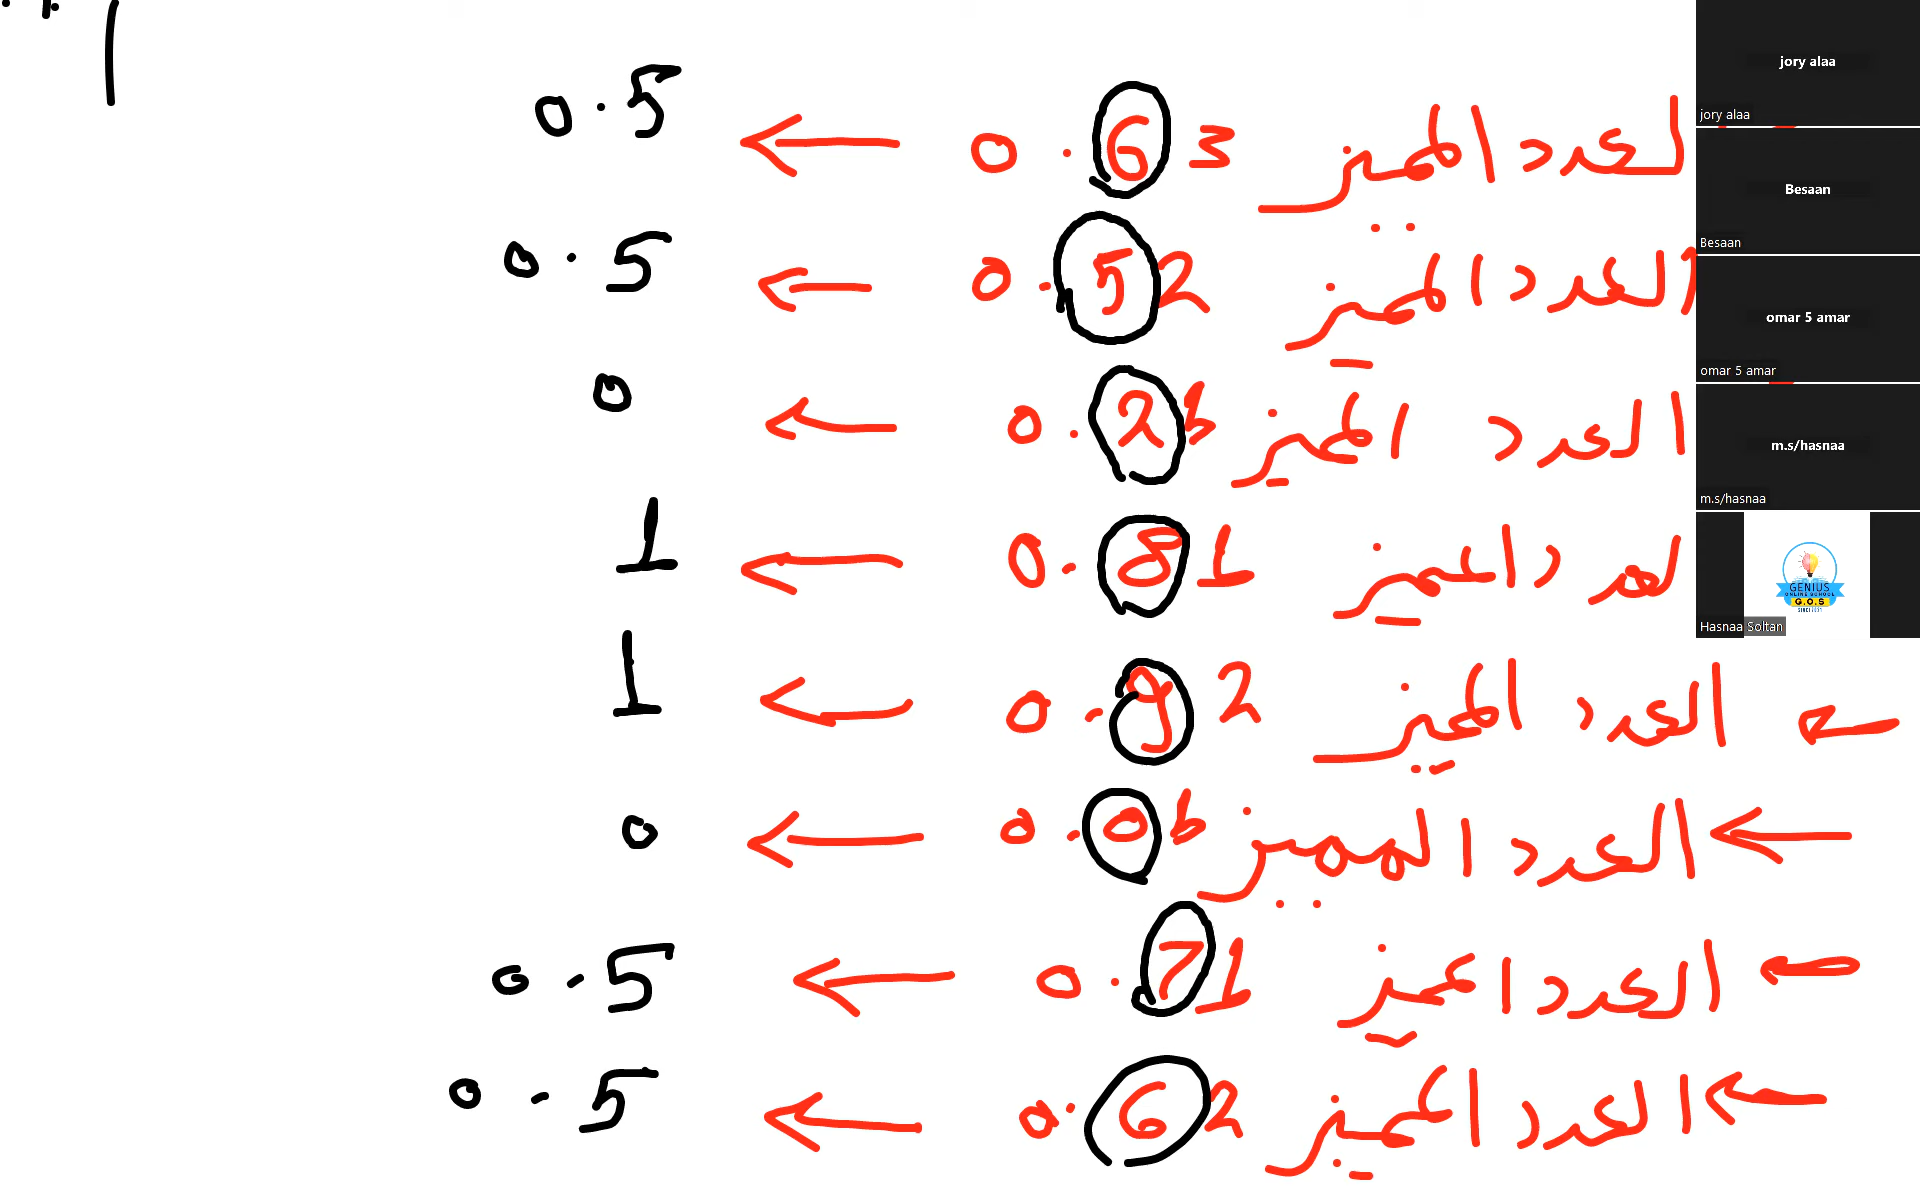 العدد المميز 0.63 ← 0.5
العدد المميز 0.52 ← 0.5
العدد المميز 0.26 ← 0
العدد المميز 0.81 ← 1
← العدد المميز 0.92 ← 1
← العدد المميز 0.06 ← 0
← العدد المميز 0.71 ← 0.5
← العدد المميز 0.62 ← 0.5
jory alaa
jory alaa
Besaan
Besaan
omar 5 amar
omar 5 amar
m.s/hasnaa
m.s/hasnaa
GENIUS
ONLINE SCHOOL
G.O.S
Hasnaa Soltan